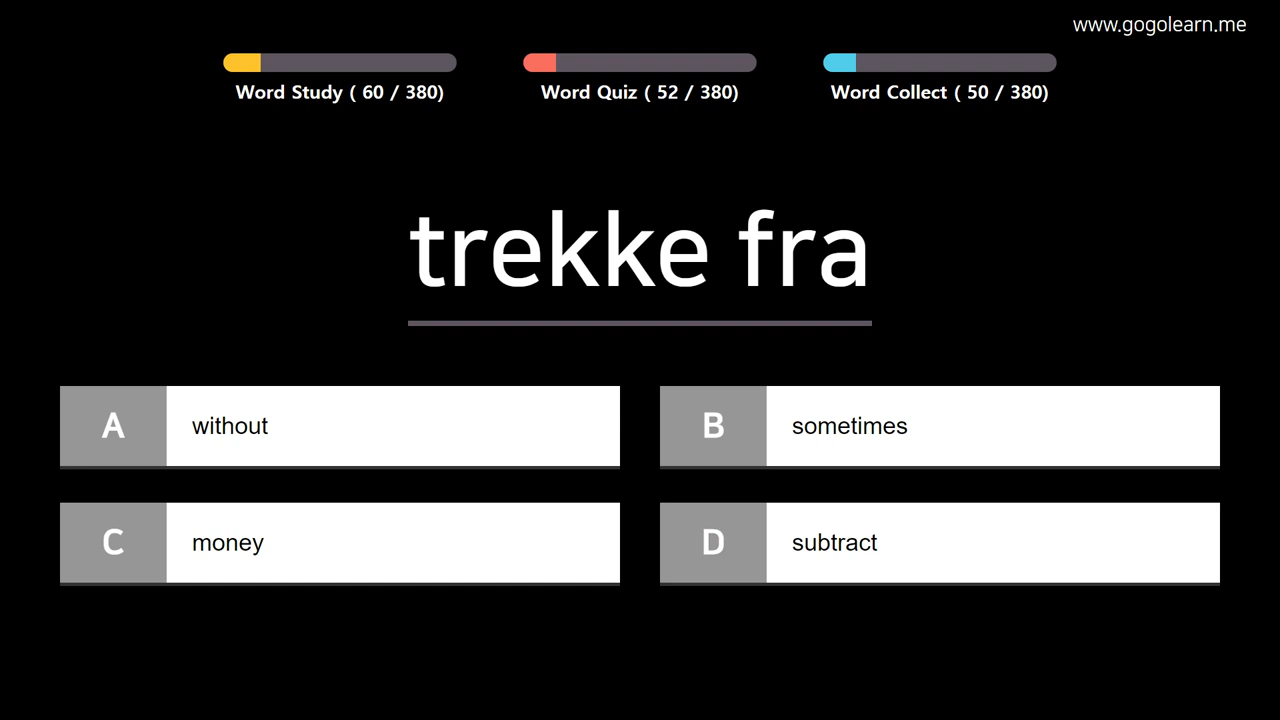 www.gogolearn.me
Word Study ( 60 / 380)
Word Quiz ( 52 / 380)
Word Collect ( 50 / 380)
trekke fra
A without
B sometimes
C money
D subtract